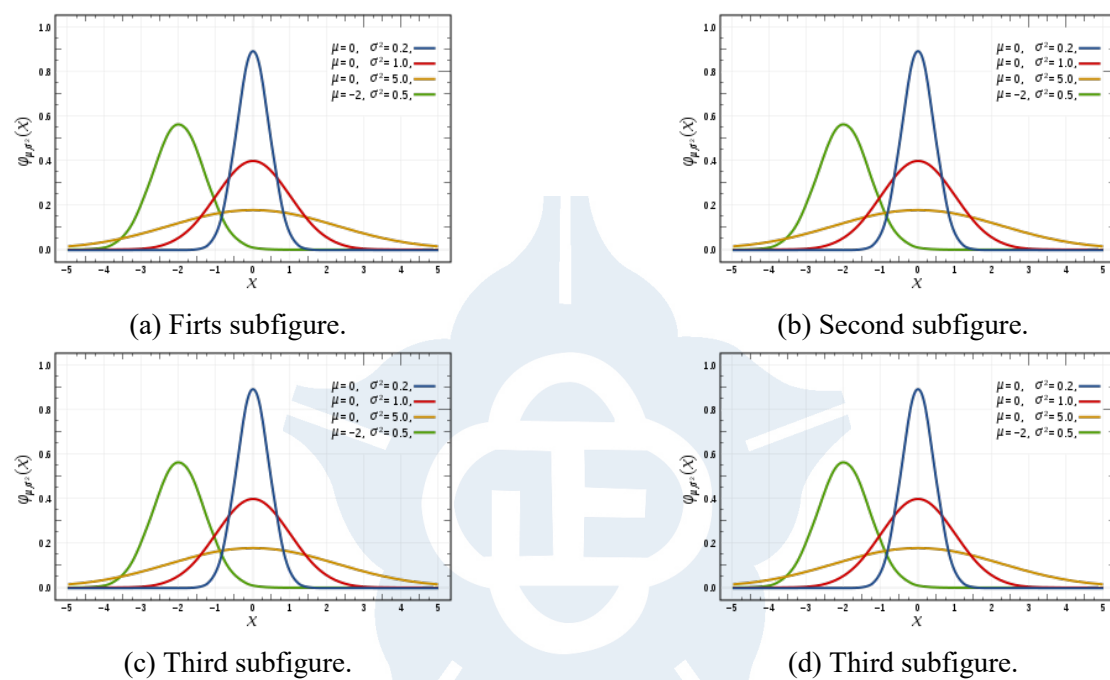 1.0
0.8
0.6
0.4
0.2
0.0
φμ,σ²(x)
μ=0, σ²=0.2,
μ=0, σ²=1.0,
μ=0, σ²=5.0,
μ=−2, σ²=0.5,
−5 −4 −3 −2 −1 0 1 2 3 4 5
x
(a) Firts subfigure.
1.0
0.8
0.6
0.4
0.2
0.0
φμ,σ²(x)
μ=0, σ²=0.2,
μ=0, σ²=1.0,
μ=0, σ²=5.0,
μ=−2, σ²=0.5,
−5 −4 −3 −2 −1 0 1 2 3 4 5
x
(b) Second subfigure.
1.0
0.8
0.6
0.4
0.2
0.0
φμ,σ²(x)
μ=0, σ²=0.2,
μ=0, σ²=1.0,
μ=0, σ²=5.0,
μ=−2, σ²=0.5,
−5 −4 −3 −2 −1 0 1 2 3 4 5
x
(c) Third subfigure.
1.0
0.8
0.6
0.4
0.2
0.0
φμ,σ²(x)
μ=0, σ²=0.2,
μ=0, σ²=1.0,
μ=0, σ²=5.0,
μ=−2, σ²=0.5,
−5 −4 −3 −2 −1 0 1 2 3 4 5
x
(d) Third subfigure.